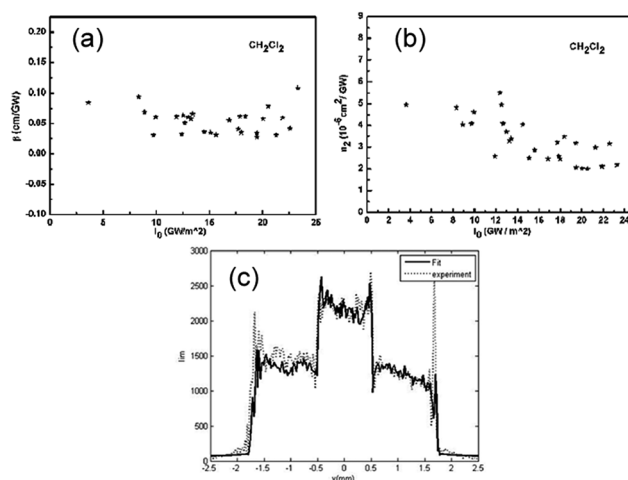 (a)
CH2Cl2
β (cm/GW)
0.20
0.15
0.10
0.05
0.00
-0.05
-0.10
0 5 10 15 20 25
I0 (GW/m^2)
(b)
CH2Cl2
n2 (10^-6 cm^2/ GW)
9
8
7
6
5
4
3
2
1
0
0 2 4 6 8 10 12 14 16 18 20 22 24
I0 (GW / m^2)
(c)
Fit
experiment
Iim
3000
2500
2000
1500
1000
500
0
-2.5 -2 -1.5 -1 -0.5 0 0.5 1 1.5 2 2.5